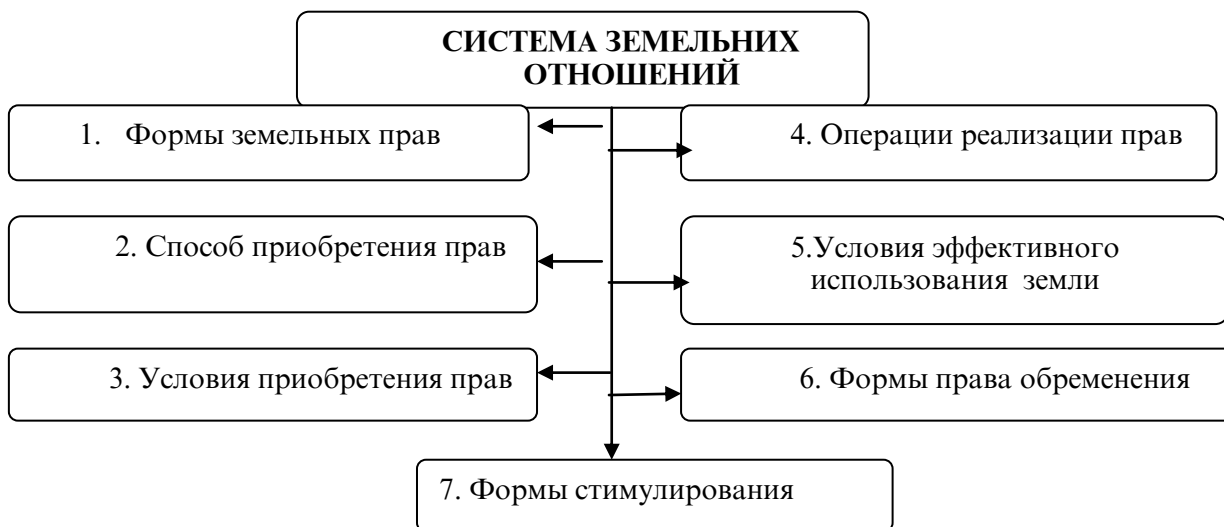 СИСТЕМА ЗЕМЕЛЬНИХ
ОТНОШЕНИЙ
1. Формы земельных прав
4. Операции реализации прав
2. Способ приобретения прав
5.Условия эффективного
использования земли
3. Условия приобретения прав
6. Формы права обременения
7. Формы стимулирования